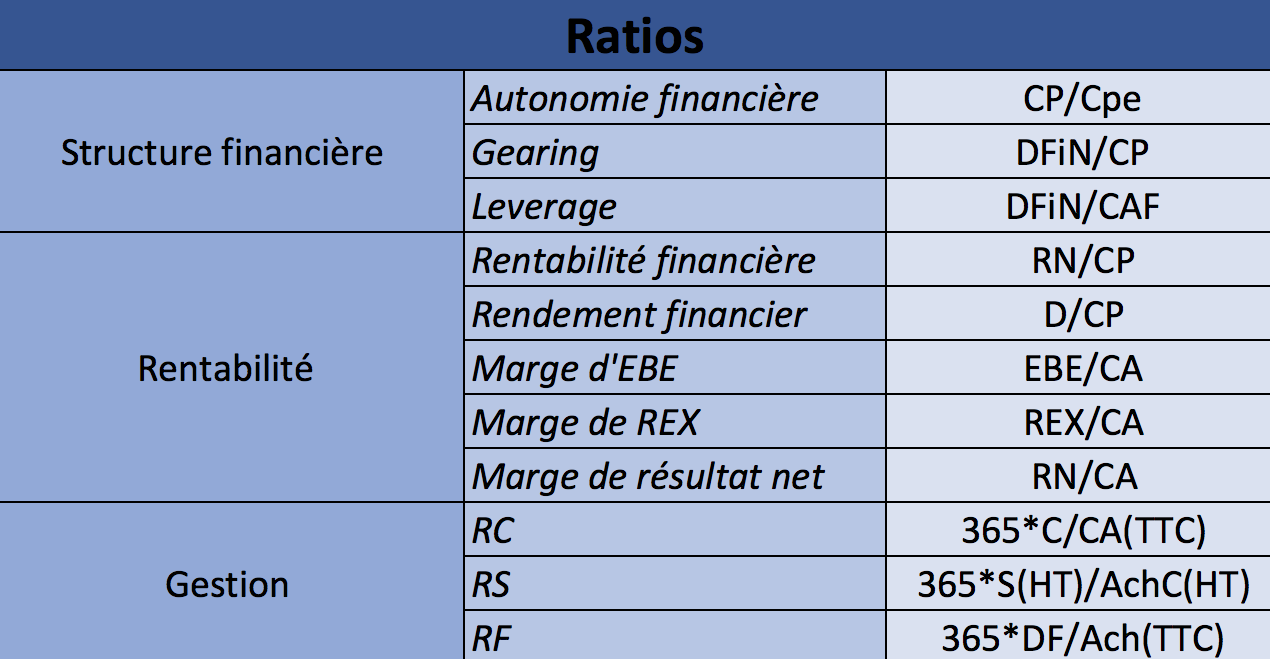 Ratios
Structure financière
Autonomie financière CP/Cpe
Gearing DFiN/CP
Leverage DFiN/CAF
Rentabilité
Rentabilité financière RN/CP
Rendement financier D/CP
Marge d'EBE EBE/CA
Marge de REX REX/CA
Marge de résultat net RN/CA
Gestion
RC 365*C/CA(TTC)
RS 365*S(HT)/AchC(HT)
RF 365*DF/Ach(TTC)